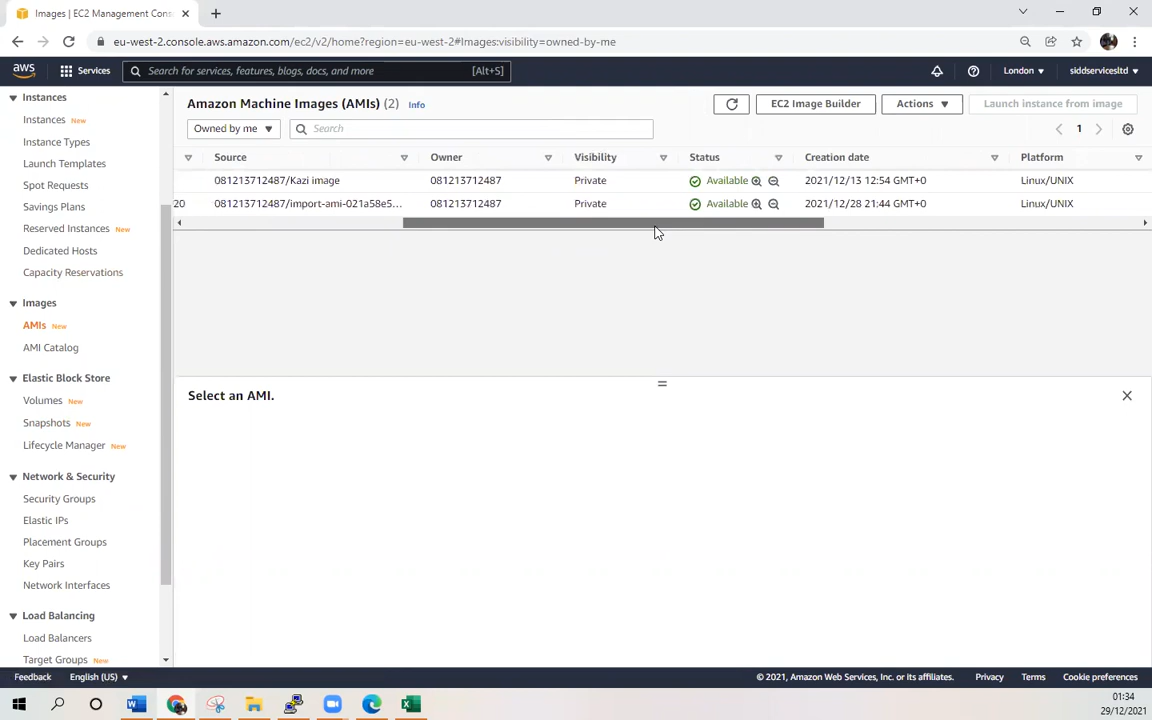 Images | EC2 Management Cons
eu-west-2.console.aws.amazon.com/ec2/v2/home?region=eu-west-2#Images:visibility=owned-by-me
aws
Services
Search for services, features, blogs, docs, and more
[Alt+S]
London
siddservicesltd
Instances
Instances New
Instance Types
Launch Templates
Spot Requests
Savings Plans
Reserved Instances New
Dedicated Hosts
Capacity Reservations
Images
AMIs New
AMI Catalog
Elastic Block Store
Volumes New
Snapshots New
Lifecycle Manager New
Network & Security
Security Groups
Elastic IPs
Placement Groups
Key Pairs
Network Interfaces
Load Balancing
Load Balancers
Target Groups New
Amazon Machine Images (AMIs) (2) Info
EC2 Image Builder
Actions
Launch instance from image
Owned by me
Search
1
Source Owner Visibility Status Creation date Platform
081213712487/Kazi image 081213712487 Private Available 2021/12/13 12:54 GMT+0 Linux/UNIX
20 081213712487/import-ami-021a58e5... 081213712487 Private Available 2021/12/28 21:44 GMT+0 Linux/UNIX
Select an AMI.
Feedback English (US) © 2021, Amazon Web Services, Inc. or its affiliates. Privacy Terms Cookie preferences
01:34
29/12/2021